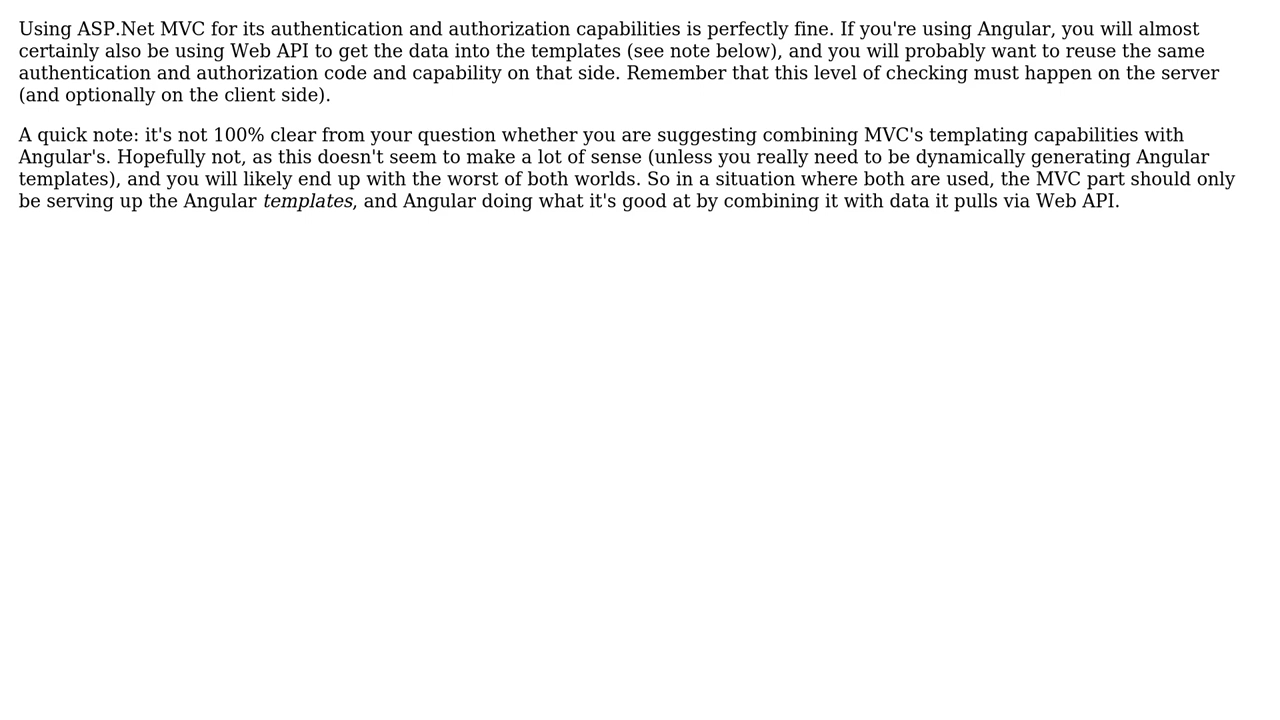 Using ASP.Net MVC for its authentication and authorization capabilities is perfectly fine. If you're using Angular, you will almost
certainly also be using Web API to get the data into the templates (see note below), and you will probably want to reuse the same
authentication and authorization code and capability on that side. Remember that this level of checking must happen on the server
(and optionally on the client side).
A quick note: it's not 100% clear from your question whether you are suggesting combining MVC's templating capabilities with
Angular's. Hopefully not, as this doesn't seem to make a lot of sense (unless you really need to be dynamically generating Angular
templates), and you will likely end up with the worst of both worlds. So in a situation where both are used, the MVC part should only
be serving up the Angular templates, and Angular doing what it's good at by combining it with data it pulls via Web API.